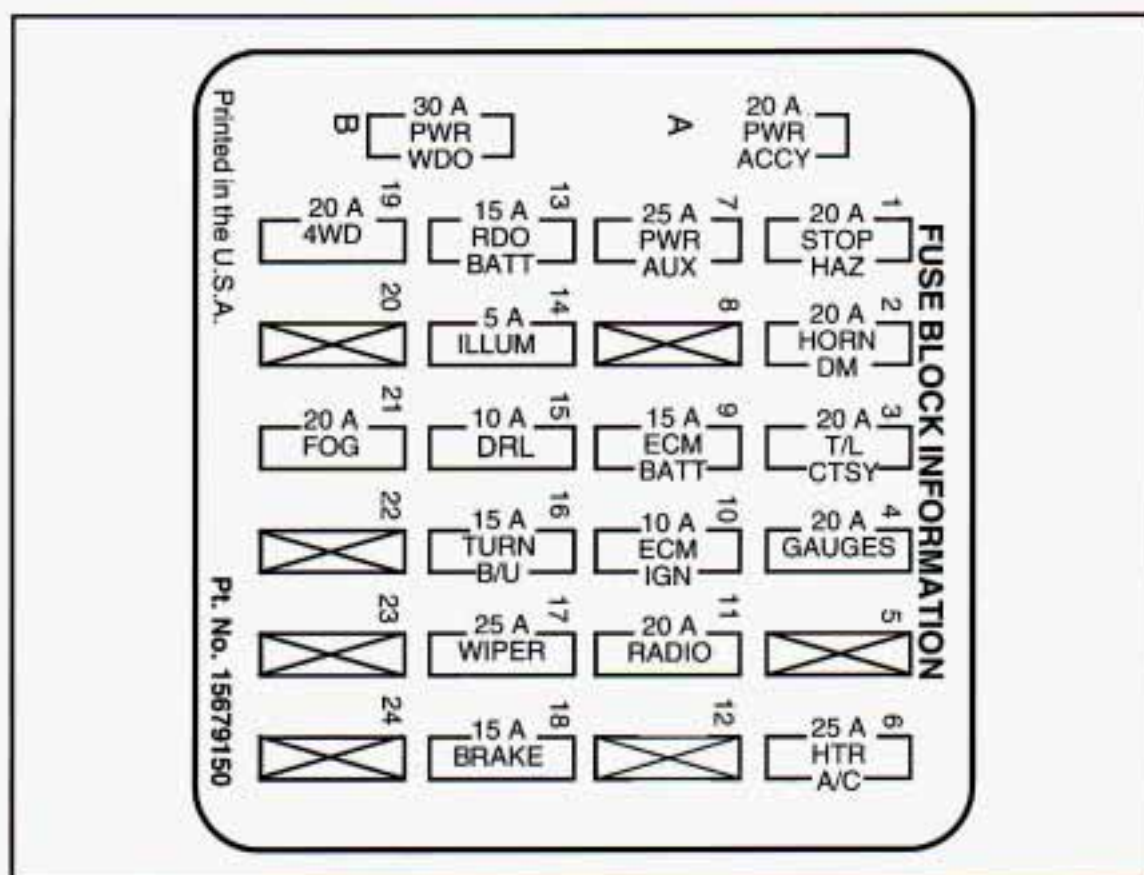 FUSE BLOCK INFORMATION
A
20 A
PWR
ACCY
B
30 A
PWR
WDO
1
20 A
STOP
HAZ
2
20 A
HORN
DM
3
20 A
T/L
CTSY
4
20 A
GAUGES
5
6
25 A
HTR
A/C
7
25 A
PWR
AUX
8
9
15 A
ECM
BATT
10
10 A
ECM
IGN
11
20 A
RADIO
12
13
15 A
RDO
BATT
14
5 A
ILLUM
15
10 A
DRL
16
15 A
TURN
B/U
17
25 A
WIPER
18
15 A
BRAKE
19
20 A
4WD
20
21
20 A
FOG
22
23
24
Printed in the U.S.A.
Pt. No. 15679150